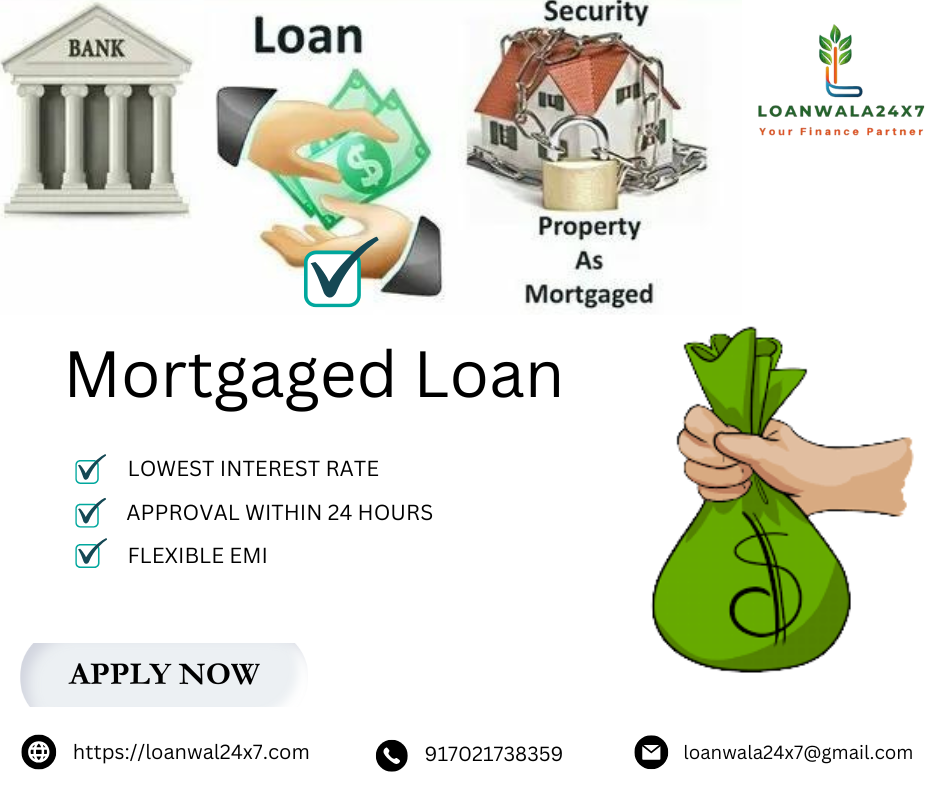 BANK
Loan
Security
Property
As
Mortgaged
LOANWALA24X7
Your Finance Partner
Mortgaged Loan
LOWEST INTEREST RATE
APPROVAL WITHIN 24 HOURS
FLEXIBLE EMI
APPLY NOW
https://loanwal24x7.com
917021738359
loanwala24x7@gmail.com